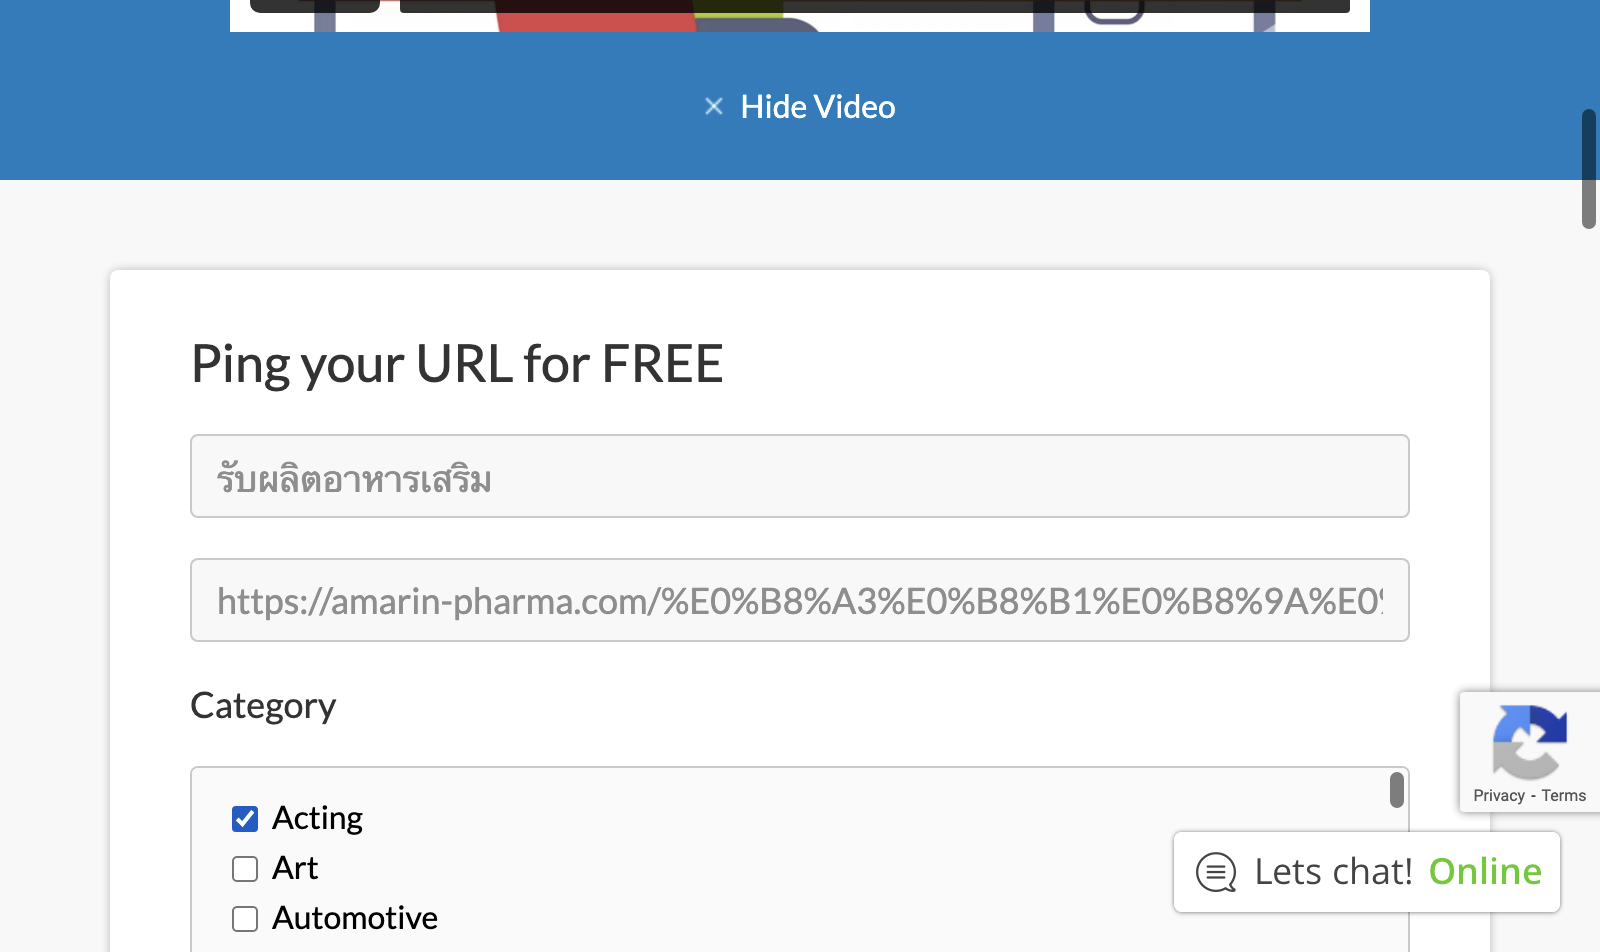 Hide Video
Ping your URL for FREE
รับผลิตอาหารเสริม
https://amarin-pharma.com/%E0%B8%A3%E0%B8%B1%E0%B8%9A%E0%
Category
Acting
Art
Automotive
Privacy - Terms
Lets chat! Online